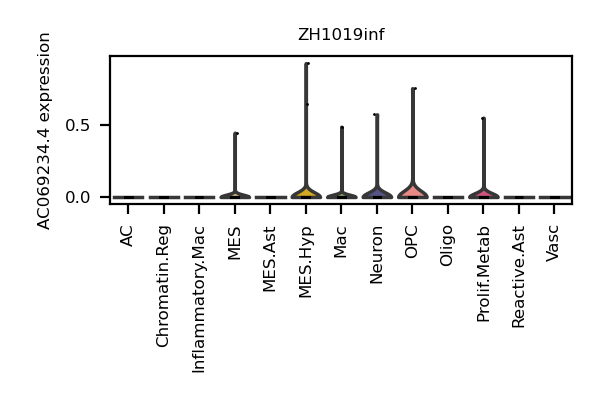 ZH1019inf
AC069234.4 expression
0.5
0.0
AC
Chromatin.Reg
Inflammatory.Mac
MES
MES.Ast
MES.Hyp
Mac
Neuron
OPC
Oligo
Prolif.Metab
Reactive.Ast
Vasc